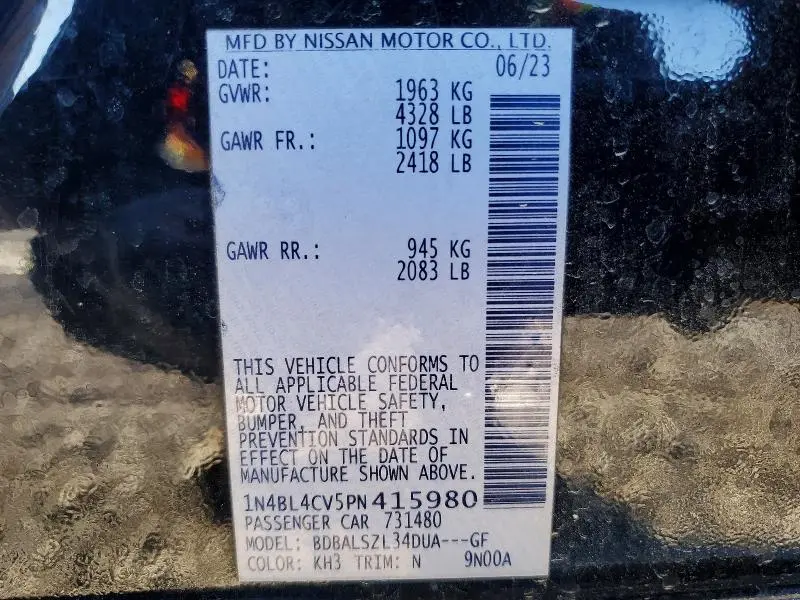 MFD BY NISSAN MOTOR CO., LTD.
DATE: 06/23
GVWR: 1963 KG
4328 LB
GAWR FR.: 1097 KG
2418 LB
GAWR RR.: 945 KG
2083 LB
THIS VEHICLE CONFORMS TO
ALL APPLICABLE FEDERAL
MOTOR VEHICLE SAFETY,
BUMPER, AND THEFT
PREVENTION STANDARDS IN
EFFECT ON THE DATE OF
MANUFACTURE SHOWN ABOVE.
1N4BL4CV5PN415980
PASSENGER CAR 731480
MODEL: BDBALSZL34DUA---GF
COLOR: KH3 TRIM: N 9N00A